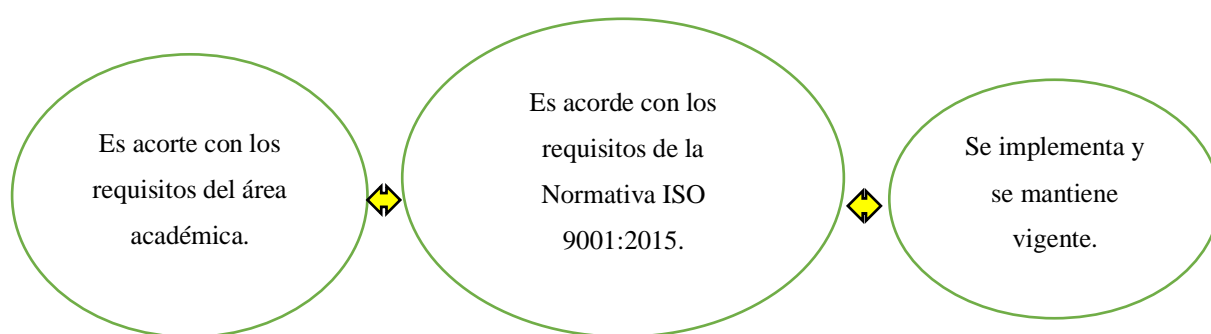 Es acorte con los
requisitos del área
académica.
Es acorde con los
requisitos de la
Normativa ISO
9001:2015.
Se implementa y
se mantiene
vigente.